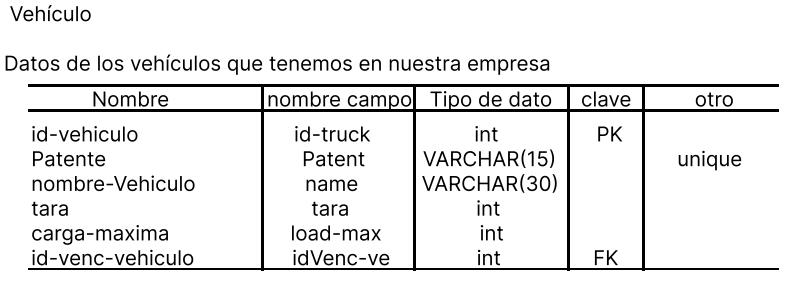 Vehículo
Datos de los vehículos que tenemos en nuestra empresa
Nombre nombre campo Tipo de dato clave otro
id-vehiculo id-truck int PK
Patente Patent VARCHAR(15) unique
nombre-Vehiculo name VARCHAR(30)
tara tara int
carga-maxima load-max int
id-venc-vehiculo idVenc-ve int FK